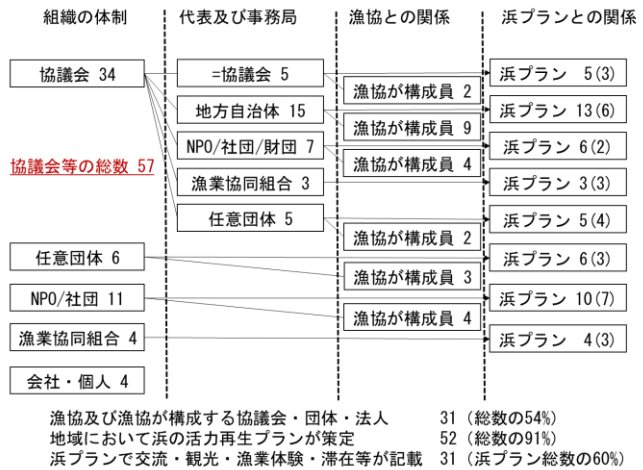 組織の体制 代表及び事務局 漁協との関係 浜プランとの関係
協議会 34 =協議会 5 浜プラン 5(3)
漁協が構成員 2
地方自治体 15 浜プラン 13(6)
漁協が構成員 9
NPO/社団/財団 7 浜プラン 6(2)
協議会等の総数 57 漁協が構成員 4
漁業協同組合 3 浜プラン 3(3)
任意団体 5 浜プラン 5(4)
漁協が構成員 2
任意団体 6 浜プラン 6(3)
漁協が構成員 3
NPO/社団 11 浜プラン 10(7)
漁協が構成員 4
漁業協同組合 4 浜プラン 4(3)
会社・個人 4
漁協及び漁協が構成する協議会・団体・法人 31(総数の54%)
地域において浜の活力再生プランが策定 52(総数の91%)
浜プランで交流・観光・漁業体験・滞在等が記載 31(浜プラン総数の60%)